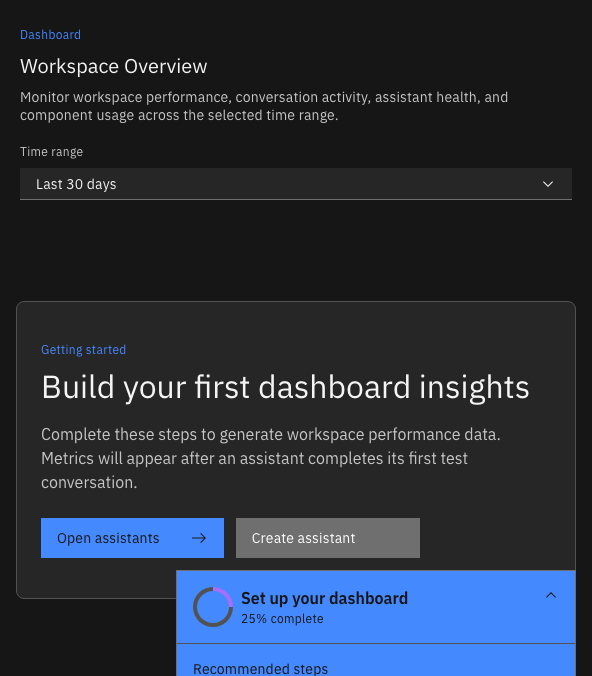 Dashboard
Workspace Overview
Monitor workspace performance, conversation activity, assistant health, and
component usage across the selected time range.
Time range
Last 30 days
Getting started
Build your first dashboard insights
Complete these steps to generate workspace performance data.
Metrics will appear after an assistant completes its first test
conversation.
Open assistants
Create assistant
Set up your dashboard
25% complete
Recommended steps